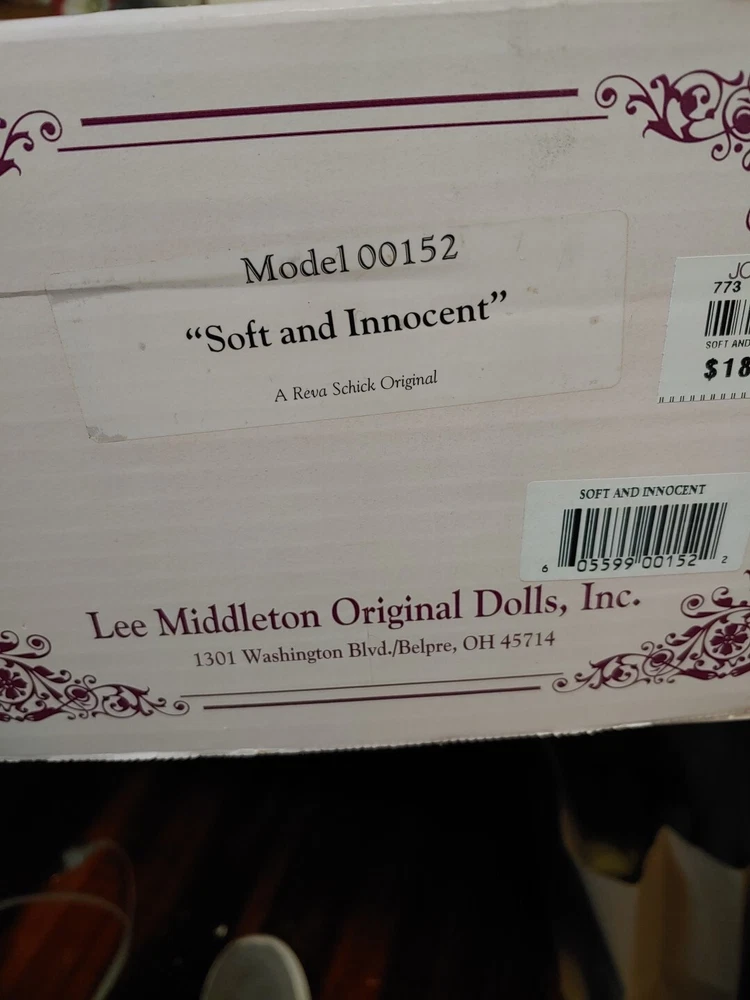 Model 00152
"Soft and Innocent"
A Reva Schick Original
773
SOFT AND
$18
SOFT AND INNOCENT
6 05599 00152 2
Lee Middleton Original Dolls, Inc.
1301 Washington Blvd./Belpre, OH 45714